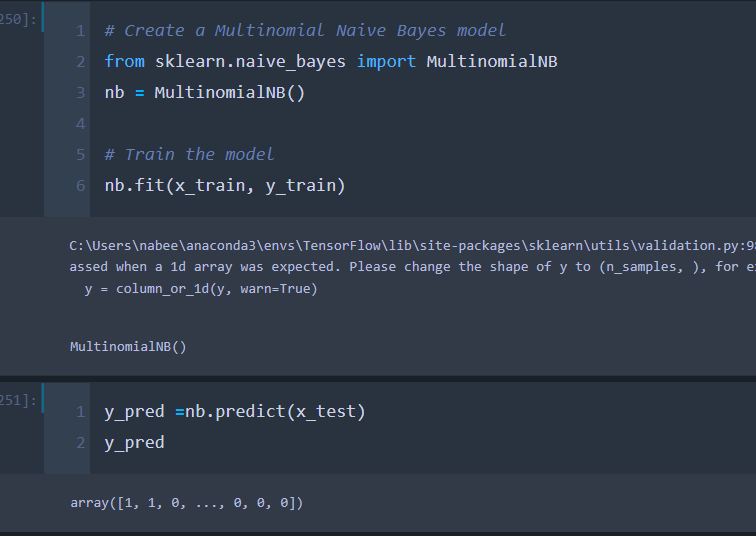 250]:
1 # Create a Multinomial Naive Bayes model
2 from sklearn.naive_bayes import MultinomialNB
3 nb = MultinomialNB()
4
5 # Train the model
6 nb.fit(x_train, y_train)
C:\Users\nabee\anaconda3\envs\TensorFlow\lib\site-packages\sklearn\utils\validation.py:9
assed when a 1d array was expected. Please change the shape of y to (n_samples, ), for
y = column_or_1d(y, warn=True)
MultinomialNB()
251]:
1 y_pred =nb.predict(x_test)
2 y_pred
array([1, 1, 0, ..., 0, 0, 0])